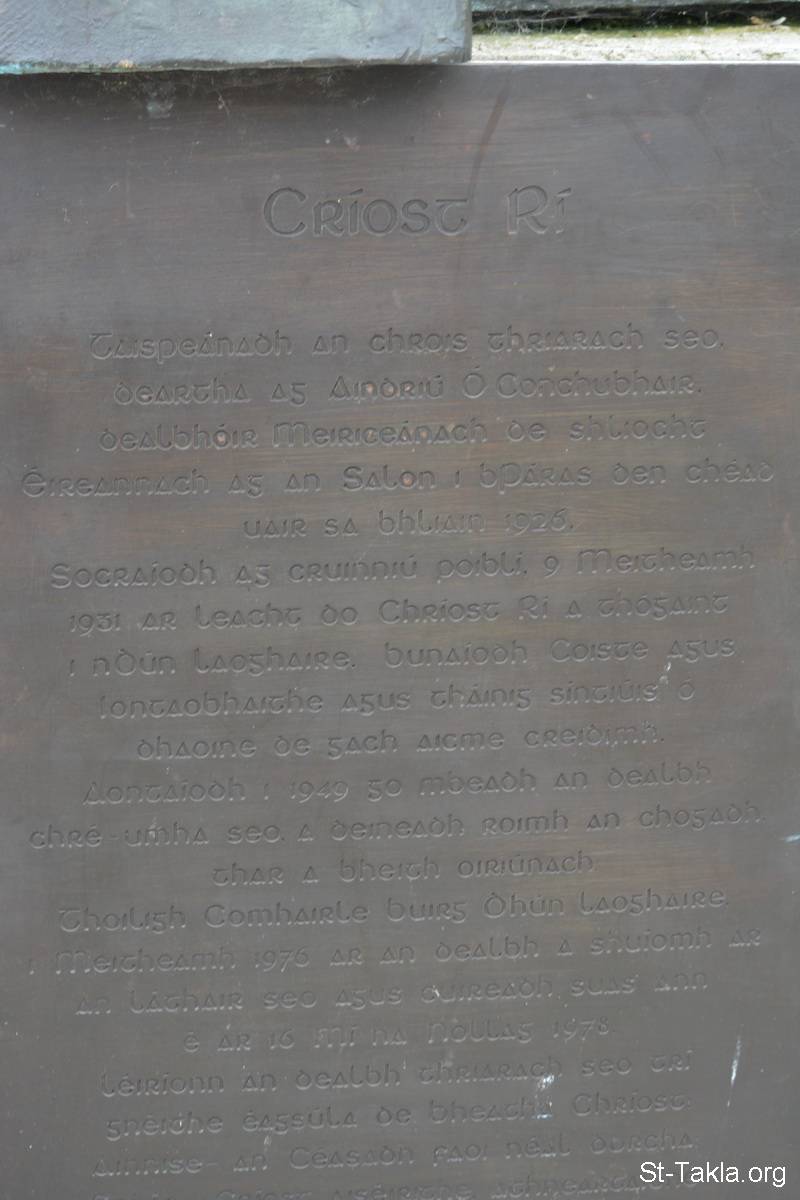 Críost Rí
Taispeánadh an chrois thriarach seo,
deartha ag Aindriú Ó Conchubhair,
dealbhóir Meiriceánach de shliocht
Éireannach ag an Salon i bPáras den chéad
uair sa bhliain 1926.
Socraíodh ag cruinniú poiblí, 9 Meitheamh
1931 ar leacht do Chríost Rí a thógaint
i nDún Laoghaire. bunaíodh Coiste agus
Iontaobhaithe agus tháinig síntiúis ó
dhaoine de gach aicme creidimh.
Aontaíodh i 1949 go mbeadh an dealbh
chré-umha seo, a deineadh roimh an chogadh,
thar a bheith oiriúnach
Thoiligh Comhairle buirg Dhún Laoghaire,
i Meitheamh 1976 ar an dealbh a shuíomh ar
an láthair seo agus cuireadh suas ann
é ar 16 Mí na Nollag 1978.
Léiríonn an dealbh thriarach seo trí
gnéithe éagsúla de bheatha Chríost:
ainnise- an Céasadh faoi néal dorcha:
St-Takla.org